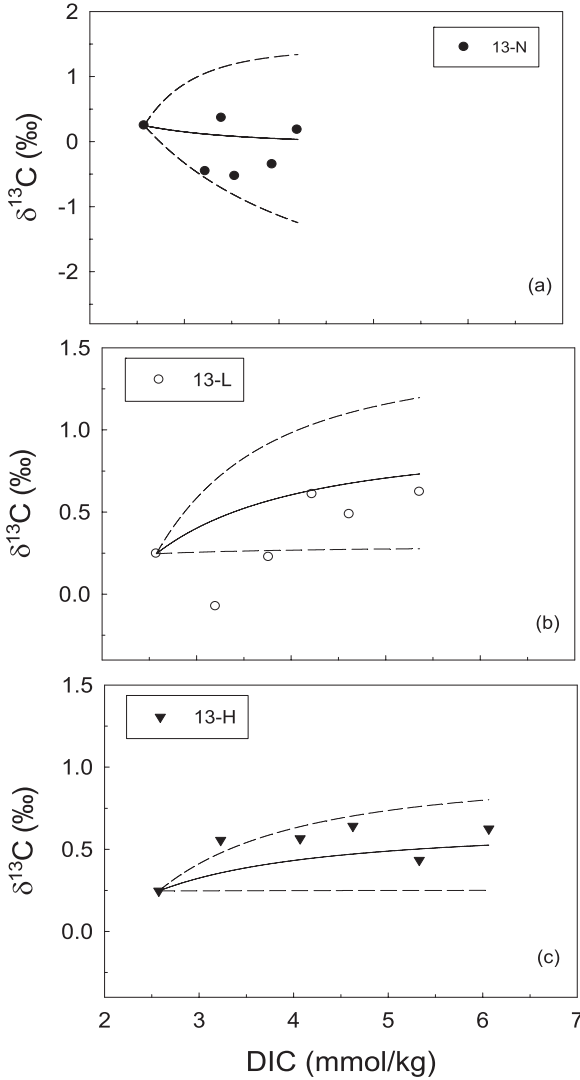 2
1
0
-1
-2
δ13C (‰)
13-N
(a)
1.5
1.0
0.5
0.0
δ13C (‰)
13-L
(b)
1.5
1.0
0.5
0.0
δ13C (‰)
13-H
(c)
2 3 4 5 6 7
DIC (mmol/kg)